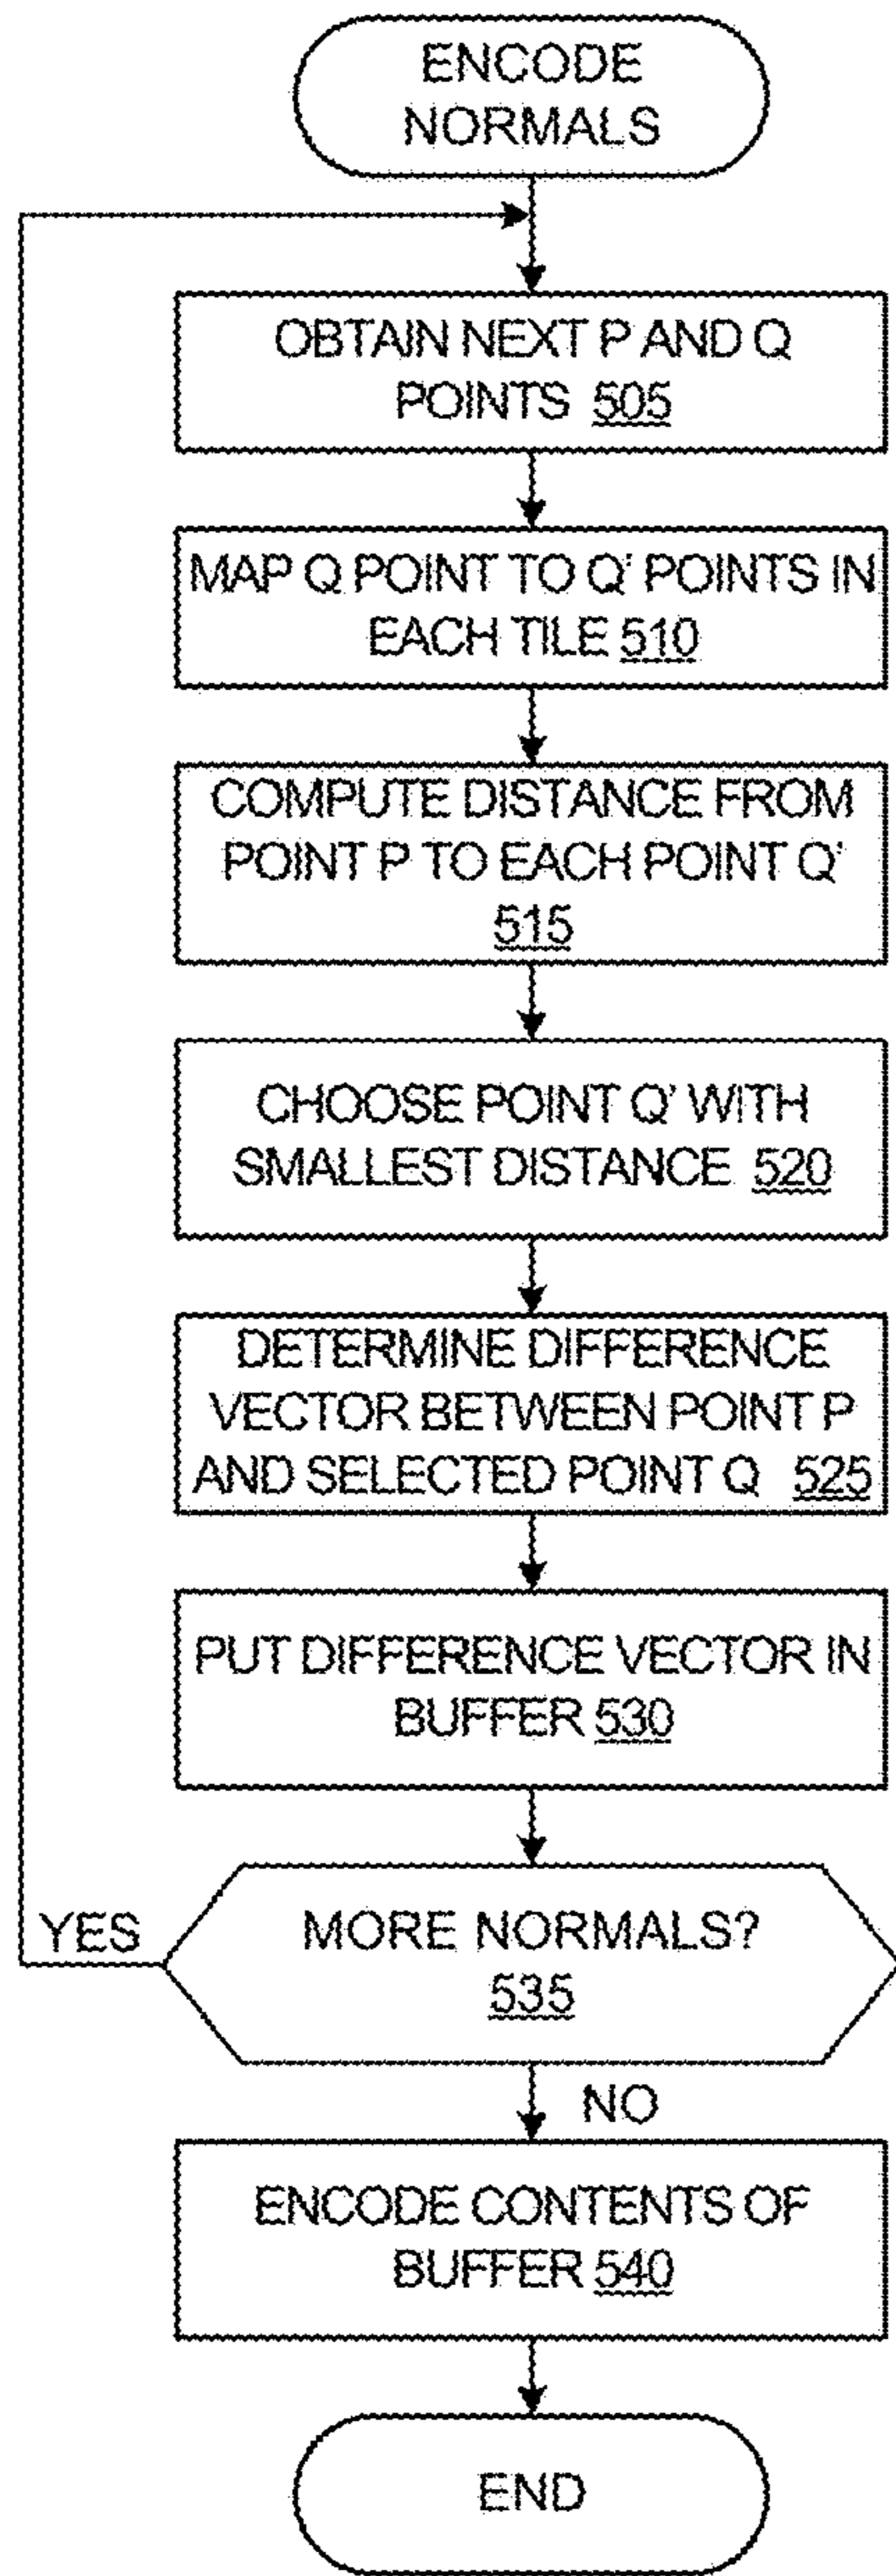 ENCODE
NORMALS
OBTAIN NEXT P AND Q
POINTS 505
MAP Q POINT TO Q' POINTS IN
EACH TILE 510
COMPUTE DISTANCE FROM
POINT P TO EACH POINT Q'
515
CHOOSE POINT Q' WITH
SMALLEST DISTANCE 520
DETERMINE DIFFERENCE
VECTOR BETWEEN POINT P
AND SELECTED POINT Q 525
PUT DIFFERENCE VECTOR IN
BUFFER 530
YES
MORE NORMALS?
535
NO
ENCODE CONTENTS OF
BUFFER 540
END